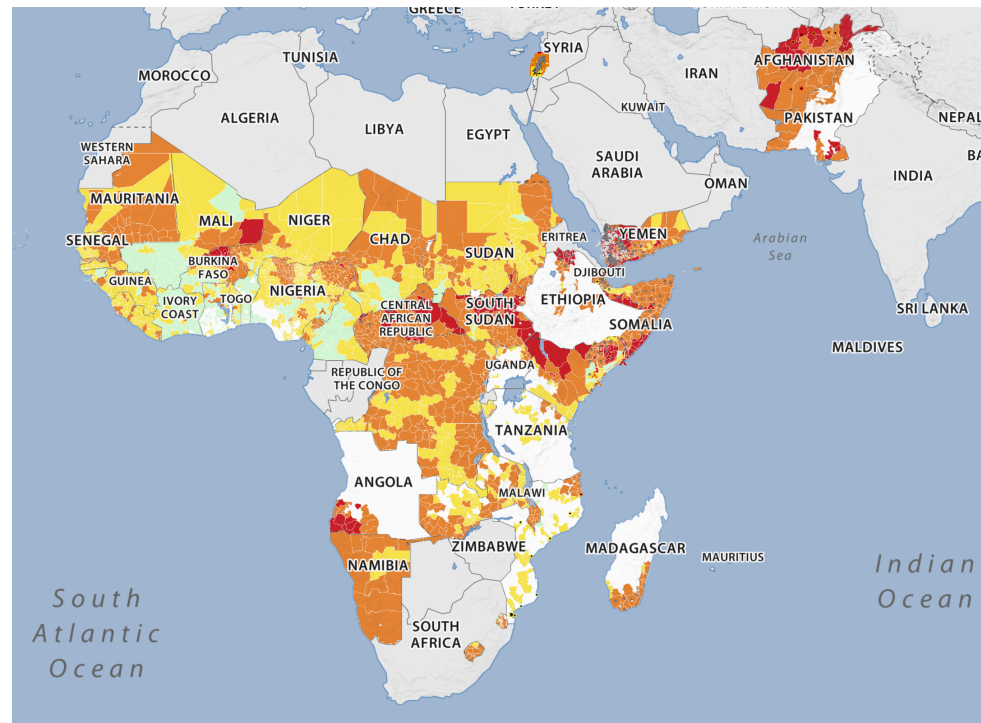 GREECE
SYRIA
TUNISIA
AFGHANISTAN
MOROCCO
IRAN
KUWAIT
ALGERIA
LIBYA
EGYPT
PAKISTAN
NEPAL
WESTERN
SAHARA
SAUDI
ARABIA
INDIA
OMAN
MAURITANIA
MALI
NIGER
SENEGAL
CHAD
ERITREA
YEMEN
Arabian
Sea
SUDAN
BURKINA
FASO
DJIBOUTI
GUINEA
NIGERIA
IVORY
COAST
TOGO
CENTRAL
AFRICAN
REPUBLIC
SOUTH
SUDAN
ETHIOPIA
SRI LANKA
SOMALIA
MALDIVES
UGANDA
REPUBLIC OF
THE CONGO
TANZANIA
ANGOLA
MALAWI
ZIMBABWE
MADAGASCAR
MAURITIUS
NAMIBIA
Indian
Ocean
South
Atlantic
Ocean
SOUTH
AFRICA